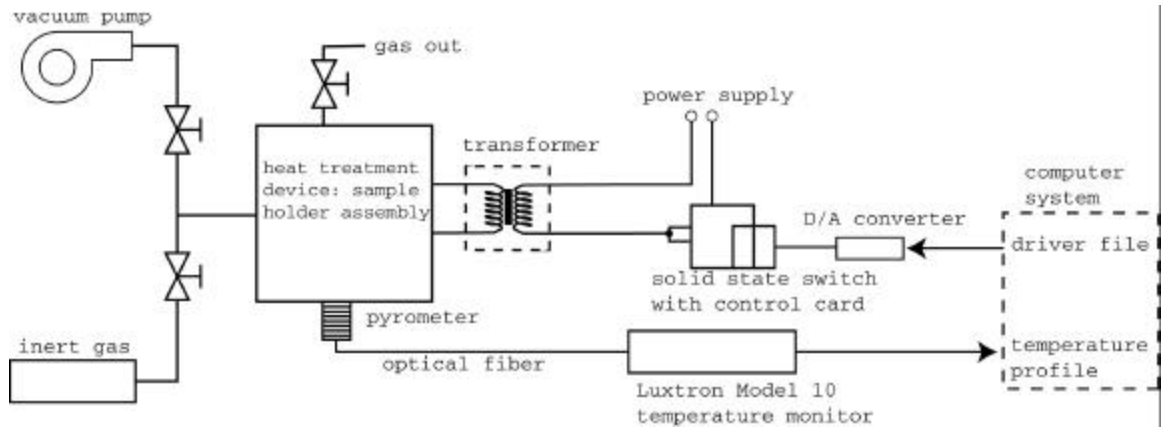 vacuum pump
gas out
power supply
transformer
heat treatment
device: sample
holder assembly
computer
system
D/A converter
driver file
solid state switch
with control card
pyrometer
inert gas
optical fiber
temperature
profile
Luxtron Model 10
temperature monitor